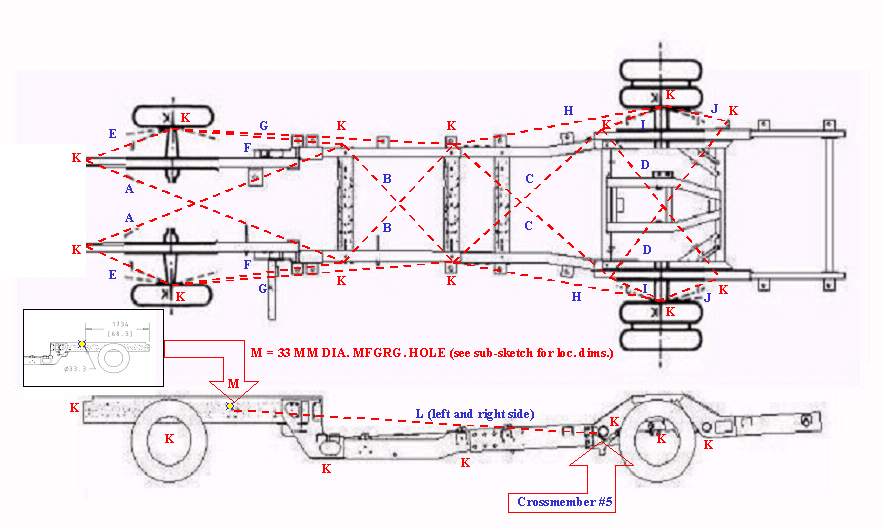 K
J
H
K
K
G
K
K
K
I
E
F
K
D
A
B
C
A
B
C
K
D
F
E
K
K
I
G
H
J
K
K
K
1734
(68.3)
M = 33 MM DIA. MFGRG. HOLE (see sub-sketch for loc. dims.)
Ø33.3
M
K
L (left and right side)
K
K
K
K
K
K
Crossmember #5